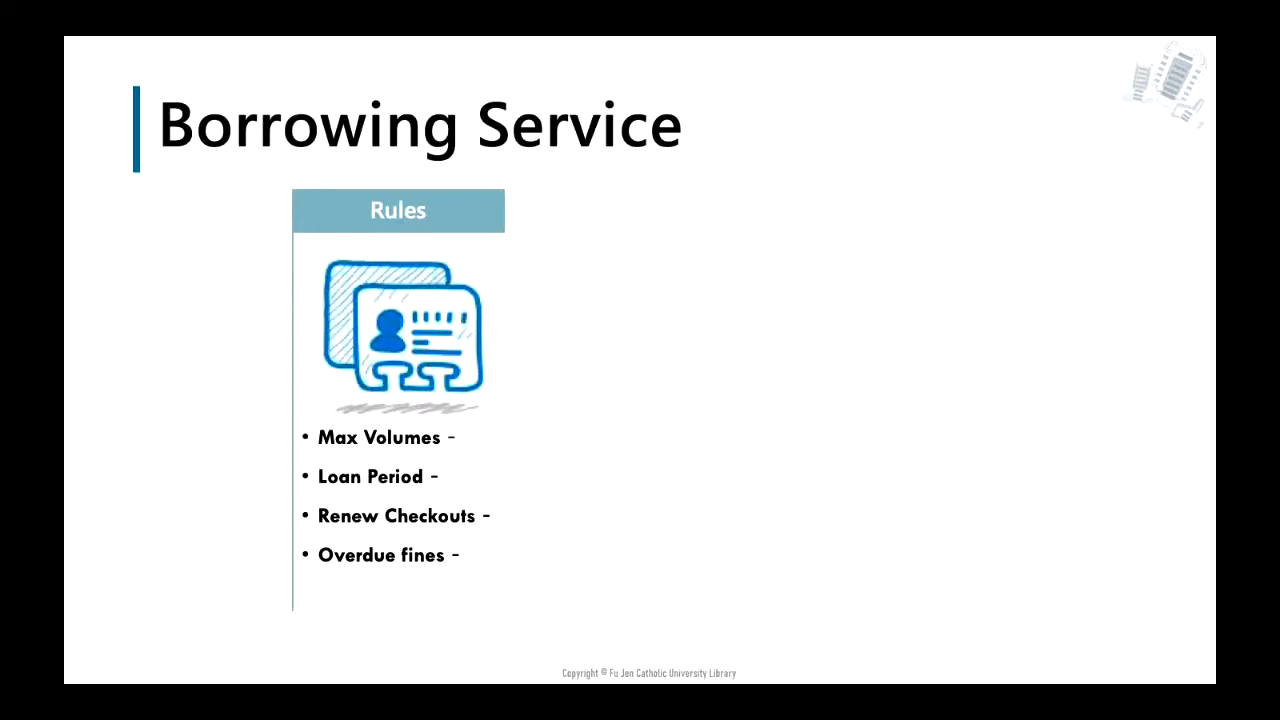 Borrowing Service
Rules
• Max Volumes -
• Loan Period -
• Renew Checkouts -
• Overdue fines -
Copyright © Fu Jen Catholic University Library